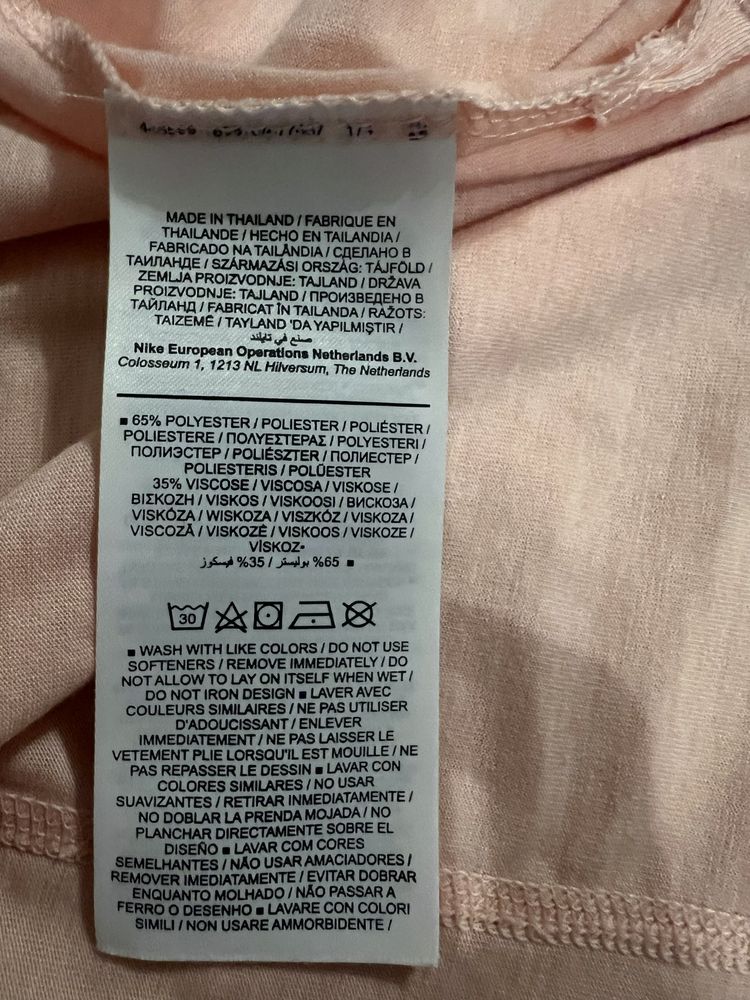 MADE IN THAILAND / FABRIQUE EN
THAILANDE / HECHO EN TAILANDIA /
FABRICADO NA TAILÂNDIA / СДЕЛАНО В
ТАИЛАНДЕ / SZÁRMAZÁSI ORSZÁG: TÁJFÖLD /
ZEMLJA PROIZVODNJE: TAJLAND / DRŽAVA
PROIZVODNJE: TAJLAND / ПРОИЗВЕДЕНО В
ТАЙЛАНД / FABRICAT ÎN TAILANDA / RAŽOTS:
TAIZEMĒ / TAYLAND 'DA YAPILMIŞTIR /
صنع في تايلند
Nike European Operations Netherlands B.V.
Colosseum 1, 1213 NL Hilversum, The Netherlands
■ 65% POLYESTER / POLIESTER / POLIÉSTER /
POLIESTERE / ΠΟΛΥΕΣΤΕΡΑΣ / POLYESTERI /
ПОЛИЭСТЕР / POLIÉSZTER / ПОЛИЕСТЕР /
POLIESTERIS / POLÜESTER
35% VISCOSE / VISCOSA / VISKOSE /
ΒΙΣΚΟΖΗ / VISKOS / VISKOOSI / ВИСКОЗА /
VISKÓZA / WISKOZA / VISZKÓZ / VISKOZA /
VISCOZĂ / VISKOZĖ / VISKOOS / VISKOZE /
VİSKOZ▪
■ 65% بوليستر / 35% فيسكوز
30
■ WASH WITH LIKE COLORS / DO NOT USE
SOFTENERS / REMOVE IMMEDIATELY / DO
NOT ALLOW TO LAY ON ITSELF WHEN WET /
DO NOT IRON DESIGN ■ LAVER AVEC
COULEURS SIMILAIRES / NE PAS UTILISER
D'ADOUCISSANT / ENLEVER
IMMEDIATEMENT / NE PAS LAISSER LE
VETEMENT PLIE LORSQU'IL EST MOUILLE / NE
PAS REPASSER LE DESSIN ■ LAVAR CON
COLORES SIMILARES / NO USAR
SUAVIZANTES / RETIRAR INMEDIATAMENTE /
NO DOBLAR LA PRENDA MOJADA / NO
PLANCHAR DIRECTAMENTE SOBRE EL
DISEÑO ■ LAVAR COM CORES
SEMELHANTES / NÃO USAR AMACIADORES /
REMOVER IMEDIATAMENTE / EVITAR DOBRAR
ENQUANTO MOLHADO / NÃO PASSAR A
FERRO O DESENHO ■ LAVARE CON COLORI
SIMILI / NON USARE AMMORBIDENTE /